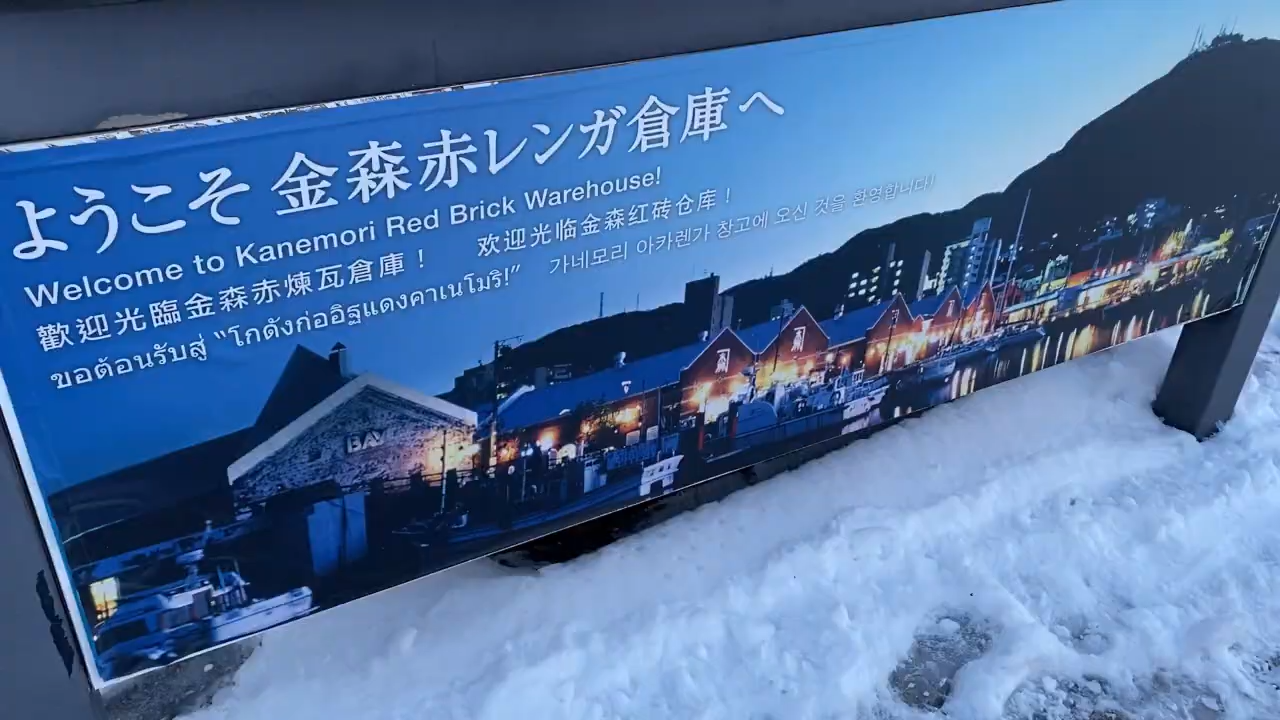 ようこそ 金森赤レンガ倉庫へ
Welcome to Kanemori Red Brick Warehouse!
歡迎光臨金森赤煉瓦倉庫！ 欢迎光临金森红砖仓库！
ขอต้อนรับสู่ “โกดังก่ออิฐแดงคาเนโมริ!” 가네모리 아카렌가 창고에 오신 것을 환영합니다!
BAY